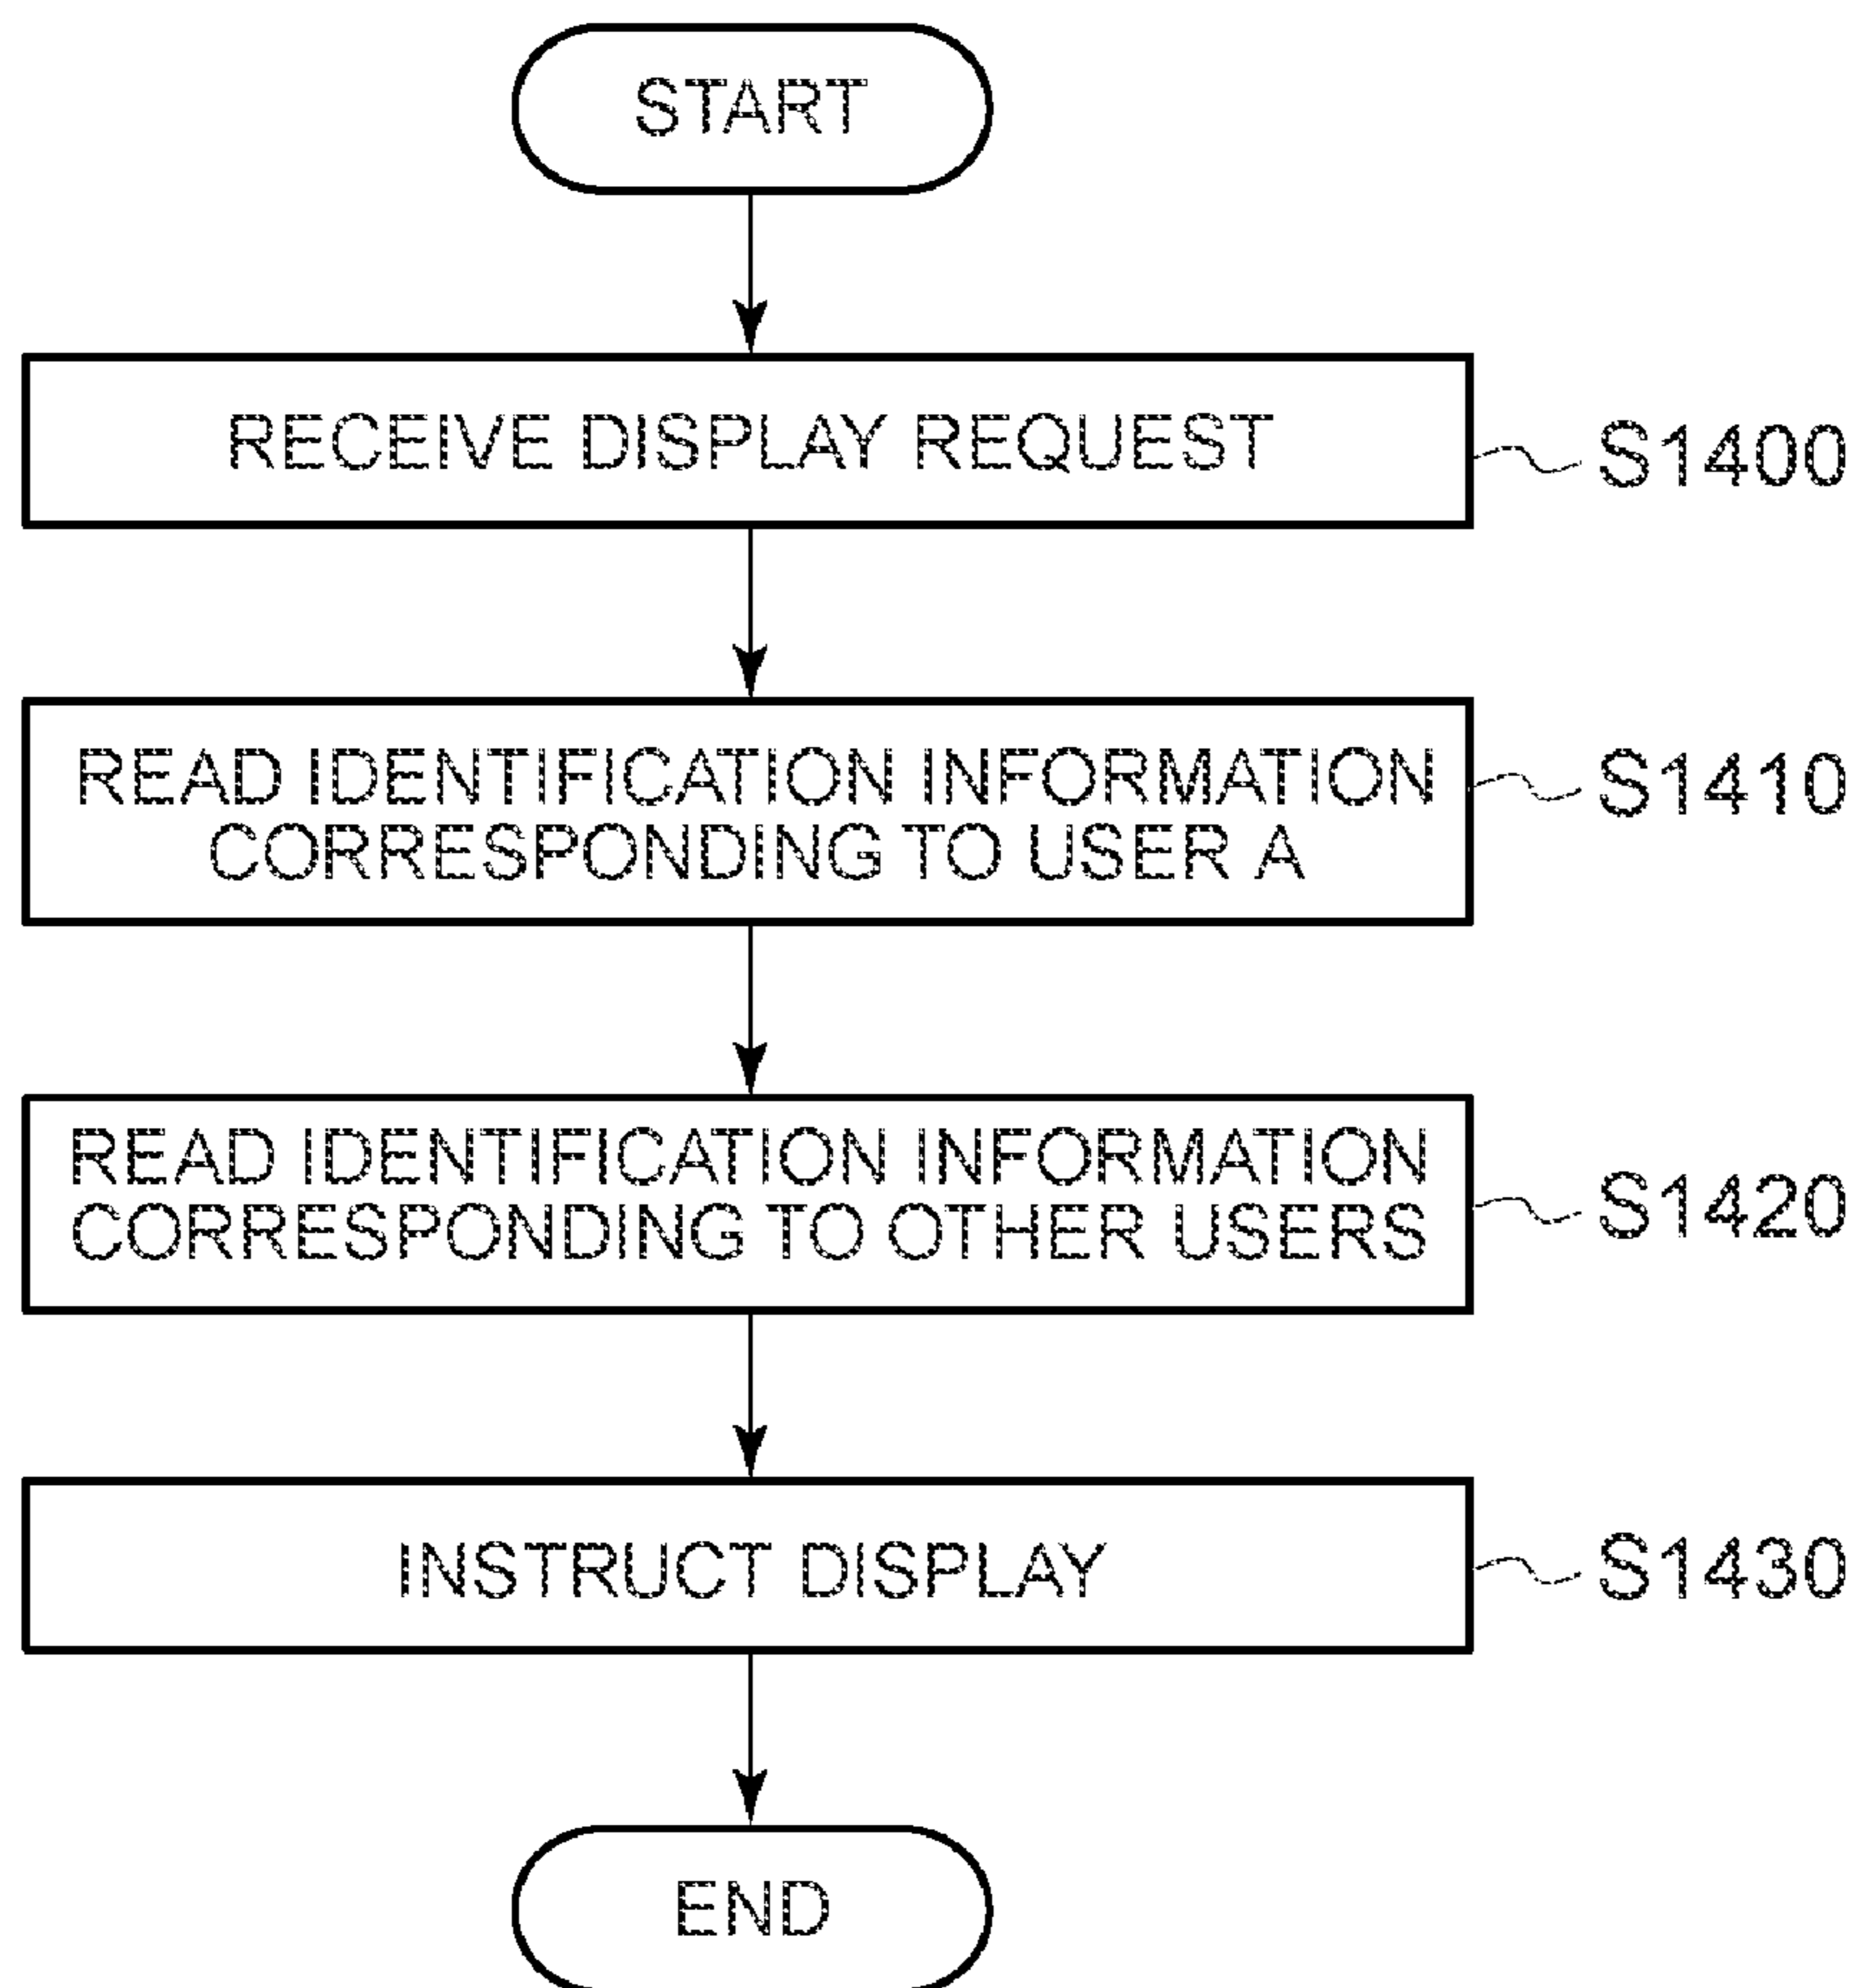 START
RECEIVE DISPLAY REQUEST
S1400
READ IDENTIFICATION INFORMATION
CORRESPONDING TO USER A
S1410
READ IDENTIFICATION INFORMATION
CORRESPONDING TO OTHER USERS
S1420
INSTRUCT DISPLAY
S1430
END